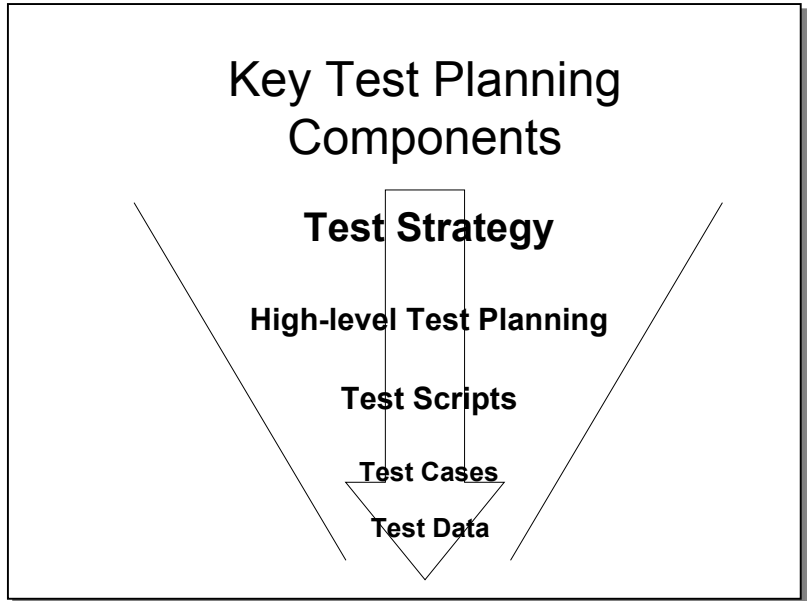 Key Test Planning
Components
Test Strategy
High-level Test Planning
Test Scripts
Test Cases
Test Data